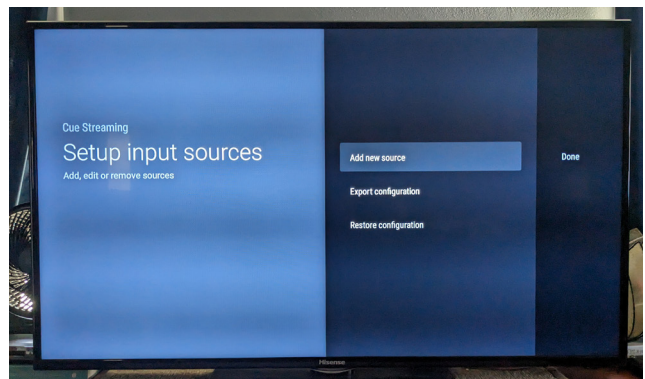 Cue Streaming
Setup input sources
Add, edit or remove sources
Add new source
Done
Export configuration
Restore configuration
Hisense